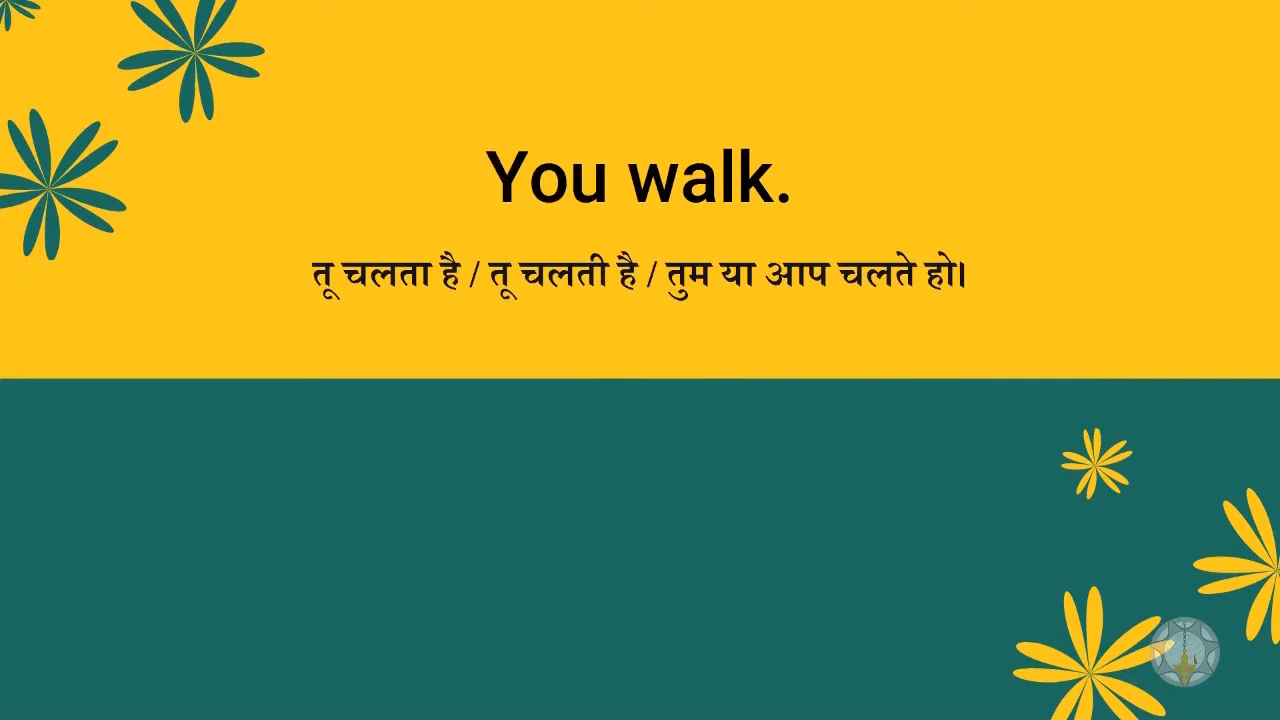 You walk.
तू चलता है / तू चलती है / तुम या आप चलते हो।